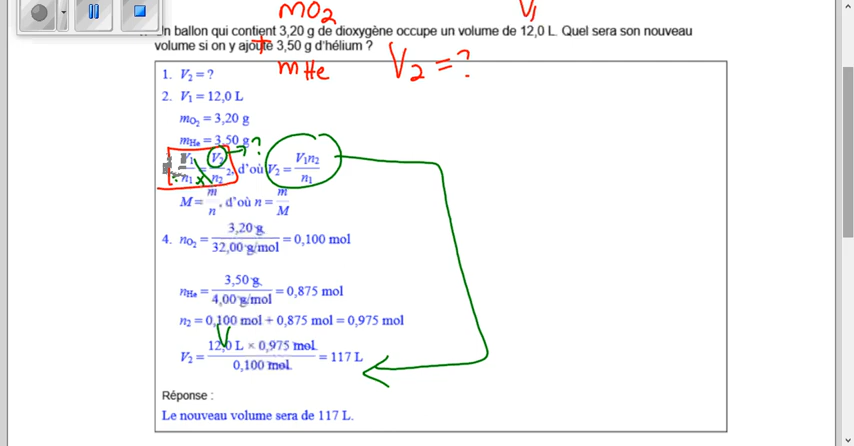 mO2
V1
Un ballon qui contient 3,20 g de dioxygène occupe un volume de 12,0 L. Quel sera son nouveau
volume si on y ajoute 3,50 g d'hélium ?
+
mHe V2 = ?
1. V2 = ?
2. V1 = 12,0 L
mO2 = 3,20 g
mHe = 3,50 g
?
V1/n1 = V2/n2, d'où V2 = V1n2/n1
M = m/n, d'où n = m/M
4. nO2 = 3,20 g/32,00 g/mol = 0,100 mol
nHe = 3,50 g/4,00 g/mol = 0,875 mol
n2 = 0,100 mol + 0,875 mol = 0,975 mol
V2 = 12,0 L × 0,975 mol/0,100 mol = 117 L
Réponse :
Le nouveau volume sera de 117 L.